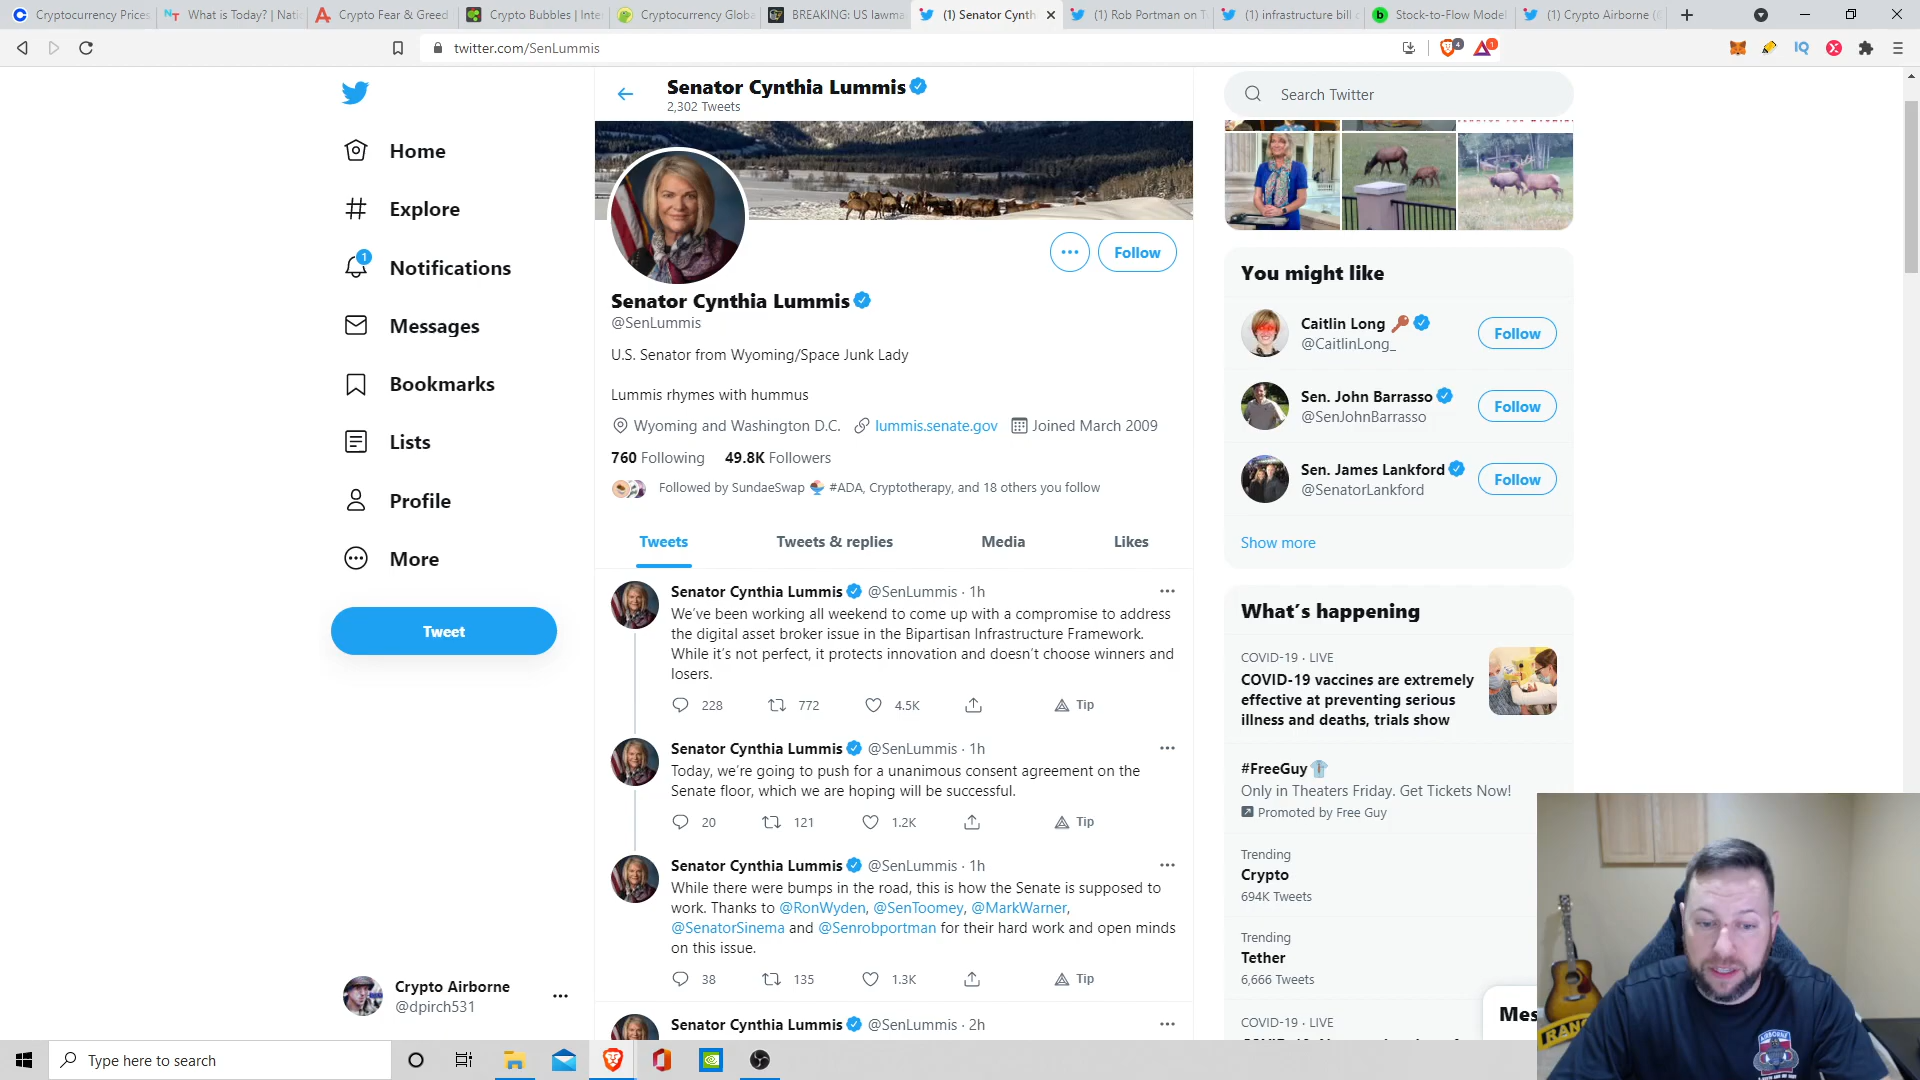 Cryptocurrency Prices
What is Today? | Nati
Crypto Fear & Greed
Crypto Bubbles | Inte
Cryptocurrency Globa
BREAKING: US lawma
(1) Senator Cynth
(1) Rob Portman on T
(1) infrastructure bill
Stock-to-Flow Model
(1) Crypto Airborne (
twitter.com/SenLummis
4
1
IQ
Home
Explore
1
Notifications
Messages
Bookmarks
Lists
Profile
More
Tweet
Crypto Airborne
@dpirch531
Senator Cynthia Lummis
2,302 Tweets
Follow
Senator Cynthia Lummis
@SenLummis
U.S. Senator from Wyoming/Space Junk Lady
Lummis rhymes with hummus
Wyoming and Washington D.C. lummis.senate.gov Joined March 2009
760 Following 49.8K Followers
Followed by SundaeSwap #ADA, Cryptotherapy, and 18 others you follow
Tweets Tweets & replies Media Likes
Senator Cynthia Lummis @SenLummis · 1h
We've been working all weekend to come up with a compromise to address
the digital asset broker issue in the Bipartisan Infrastructure Framework.
While it's not perfect, it protects innovation and doesn't choose winners and
losers.
228 772 4.5K Tip
Senator Cynthia Lummis @SenLummis · 1h
Today, we're going to push for a unanimous consent agreement on the
Senate floor, which we are hoping will be successful.
20 121 1.2K Tip
Senator Cynthia Lummis @SenLummis · 1h
While there were bumps in the road, this is how the Senate is supposed to
work. Thanks to @RonWyden, @SenToomey, @MarkWarner,
@SenatorSinema and @Senrobportman for their hard work and open minds
on this issue.
38 135 1.3K Tip
Senator Cynthia Lummis @SenLummis · 2h
Search Twitter
You might like
Caitlin Long
@CaitlinLong_
Follow
Sen. John Barrasso
@SenJohnBarrasso
Follow
Sen. James Lankford
@SenatorLankford
Follow
Show more
What's happening
COVID-19 · LIVE
COVID-19 vaccines are extremely
effective at preventing serious
illness and deaths, trials show
#FreeGuy
Only in Theaters Friday. Get Tickets Now!
Promoted by Free Guy
Trending
Crypto
694K Tweets
Trending
Tether
6,666 Tweets
COVID-19 · LIVE
Mes
AIRBORNE
Type here to search